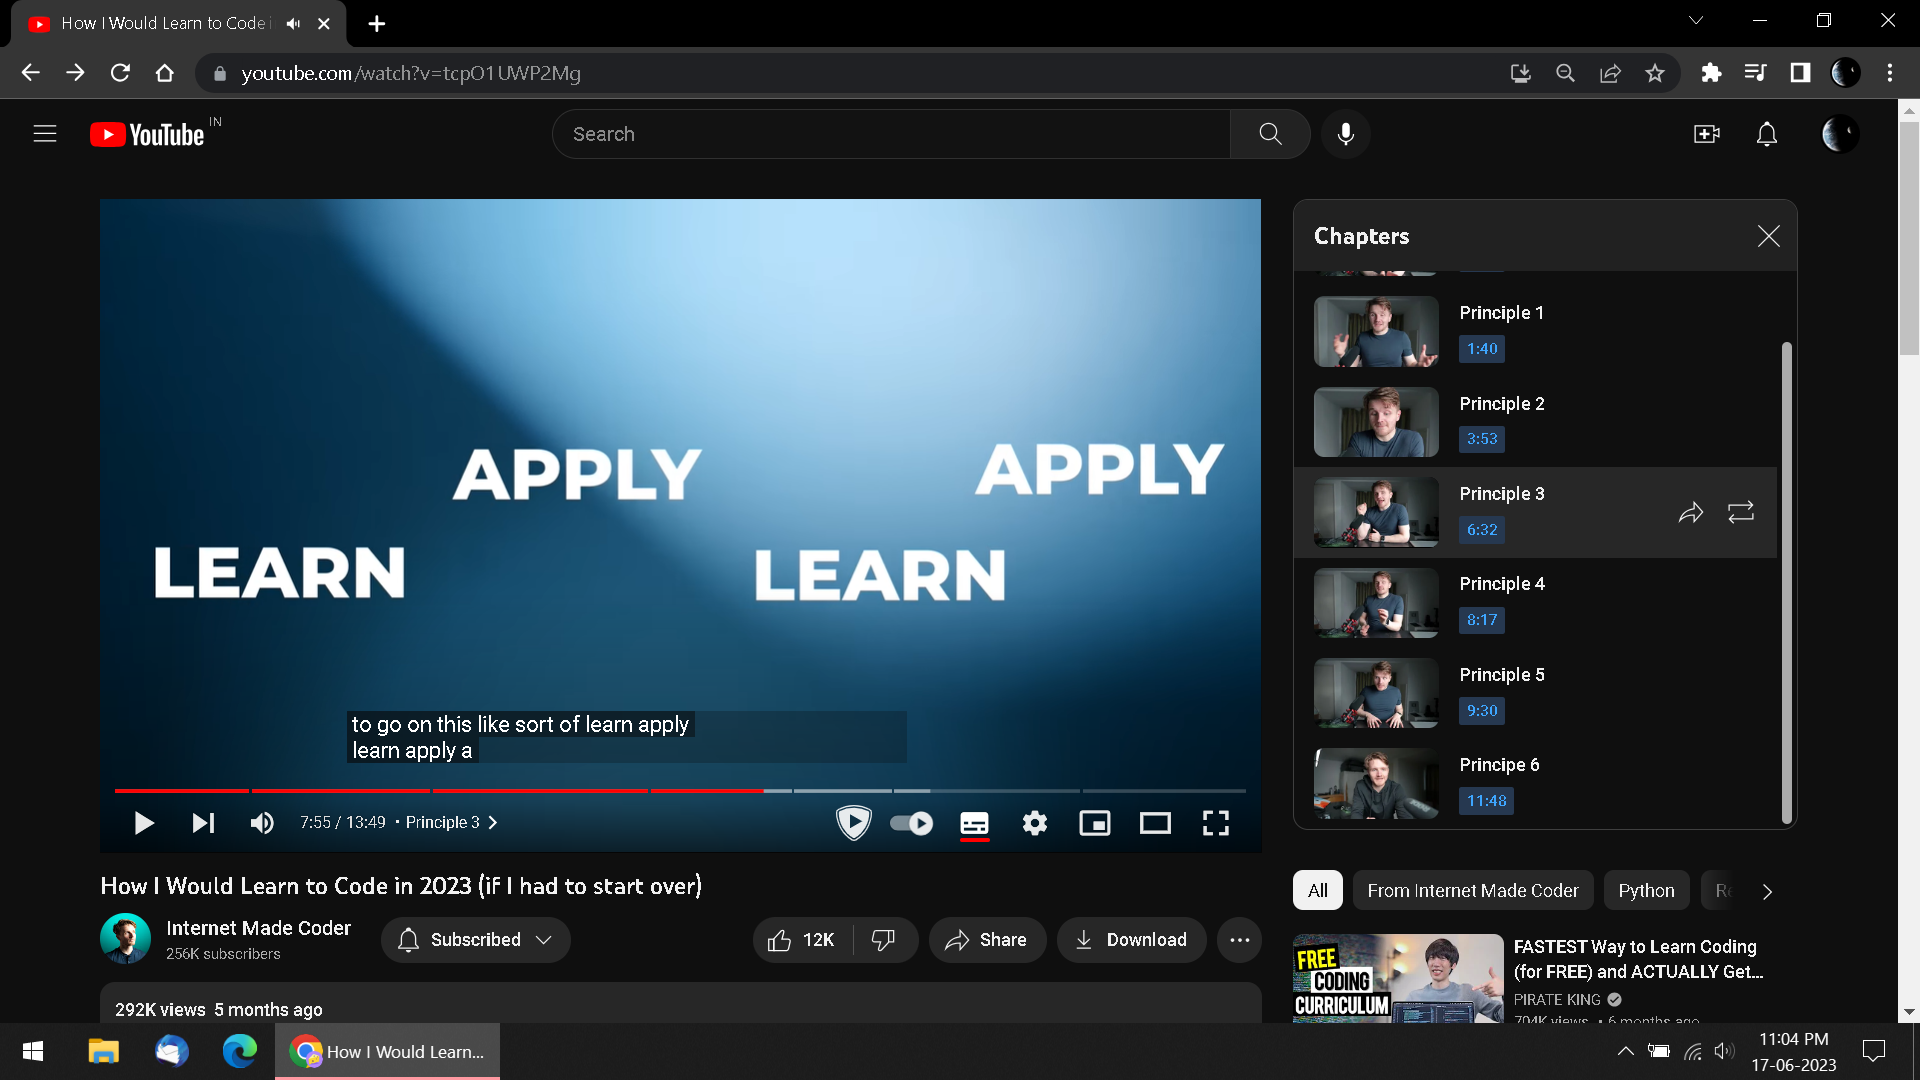 How I Would Learn to Code i
youtube.com/watch?v=tcpO1UWP2Mg
YouTube IN
Search
APPLY
APPLY
LEARN
LEARN
to go on this like sort of learn apply
learn apply a
7:55 / 13:49 • Principle 3
Chapters
Principle 1
1:40
Principle 2
3:53
Principle 3
6:32
Principle 4
8:17
Principle 5
9:30
Principe 6
11:48
How I Would Learn to Code in 2023 (if I had to start over)
Internet Made Coder
256K subscribers
Subscribed
12K
Share
Download
292K views 5 months ago
All
From Internet Made Coder
Python
Re
FREE
CODING
CURRICULUM
FASTEST Way to Learn Coding
(for FREE) and ACTUALLY Get...
PIRATE KING
704K views • 6 months ago
How I Would Learn...
11:04 PM
17-06-2023